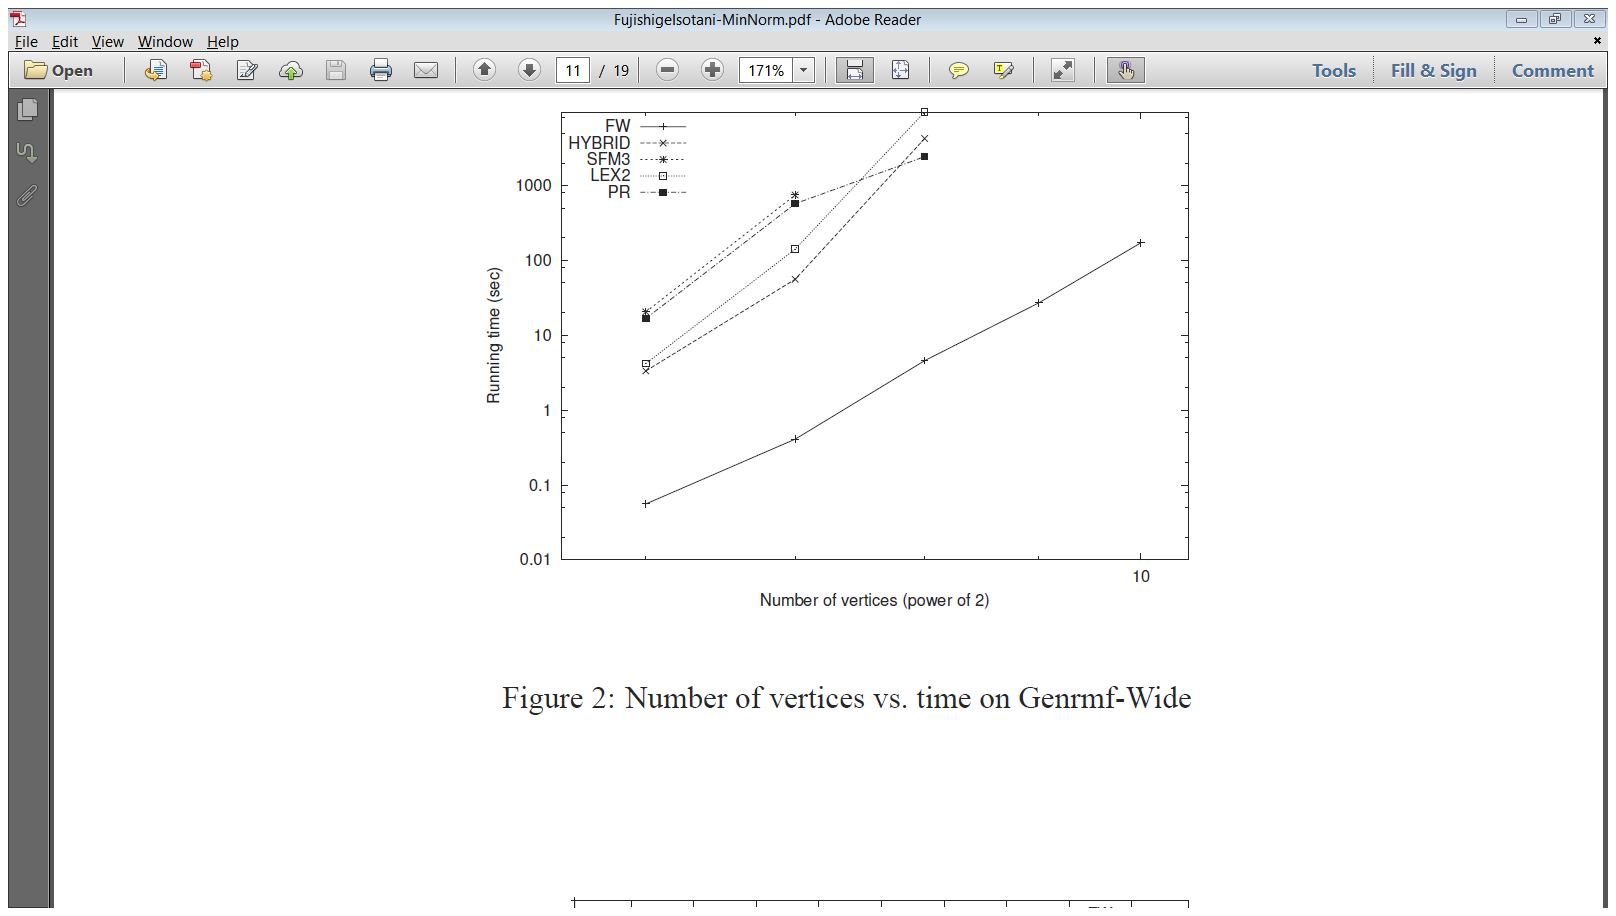 FujishigeIsotani-MinNorm.pdf - Adobe Reader
File Edit View Window Help
Open 11 / 19 171% Tools Fill & Sign Comment
FW
HYBRID
SFM3
LEX2
PR
1000
100
10
1
0.1
0.01
Running time (sec)
10
Number of vertices (power of 2)
Figure 2: Number of vertices vs. time on Genrmf-Wide